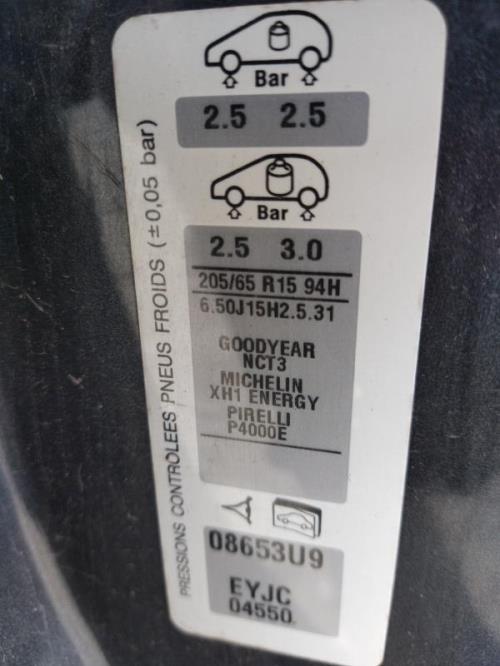 Bar
2.5 2.5
Bar
2.5 3.0
205/65 R15 94H
6.50J15H2.5.31
GOODYEAR
NCT3
MICHELIN
XH1 ENERGY
PIRELLI
P4000E
08653U9
EYJC
04550
PRESSIONS CONTROLEES PNEUS FROIDS (±0,05 bar)